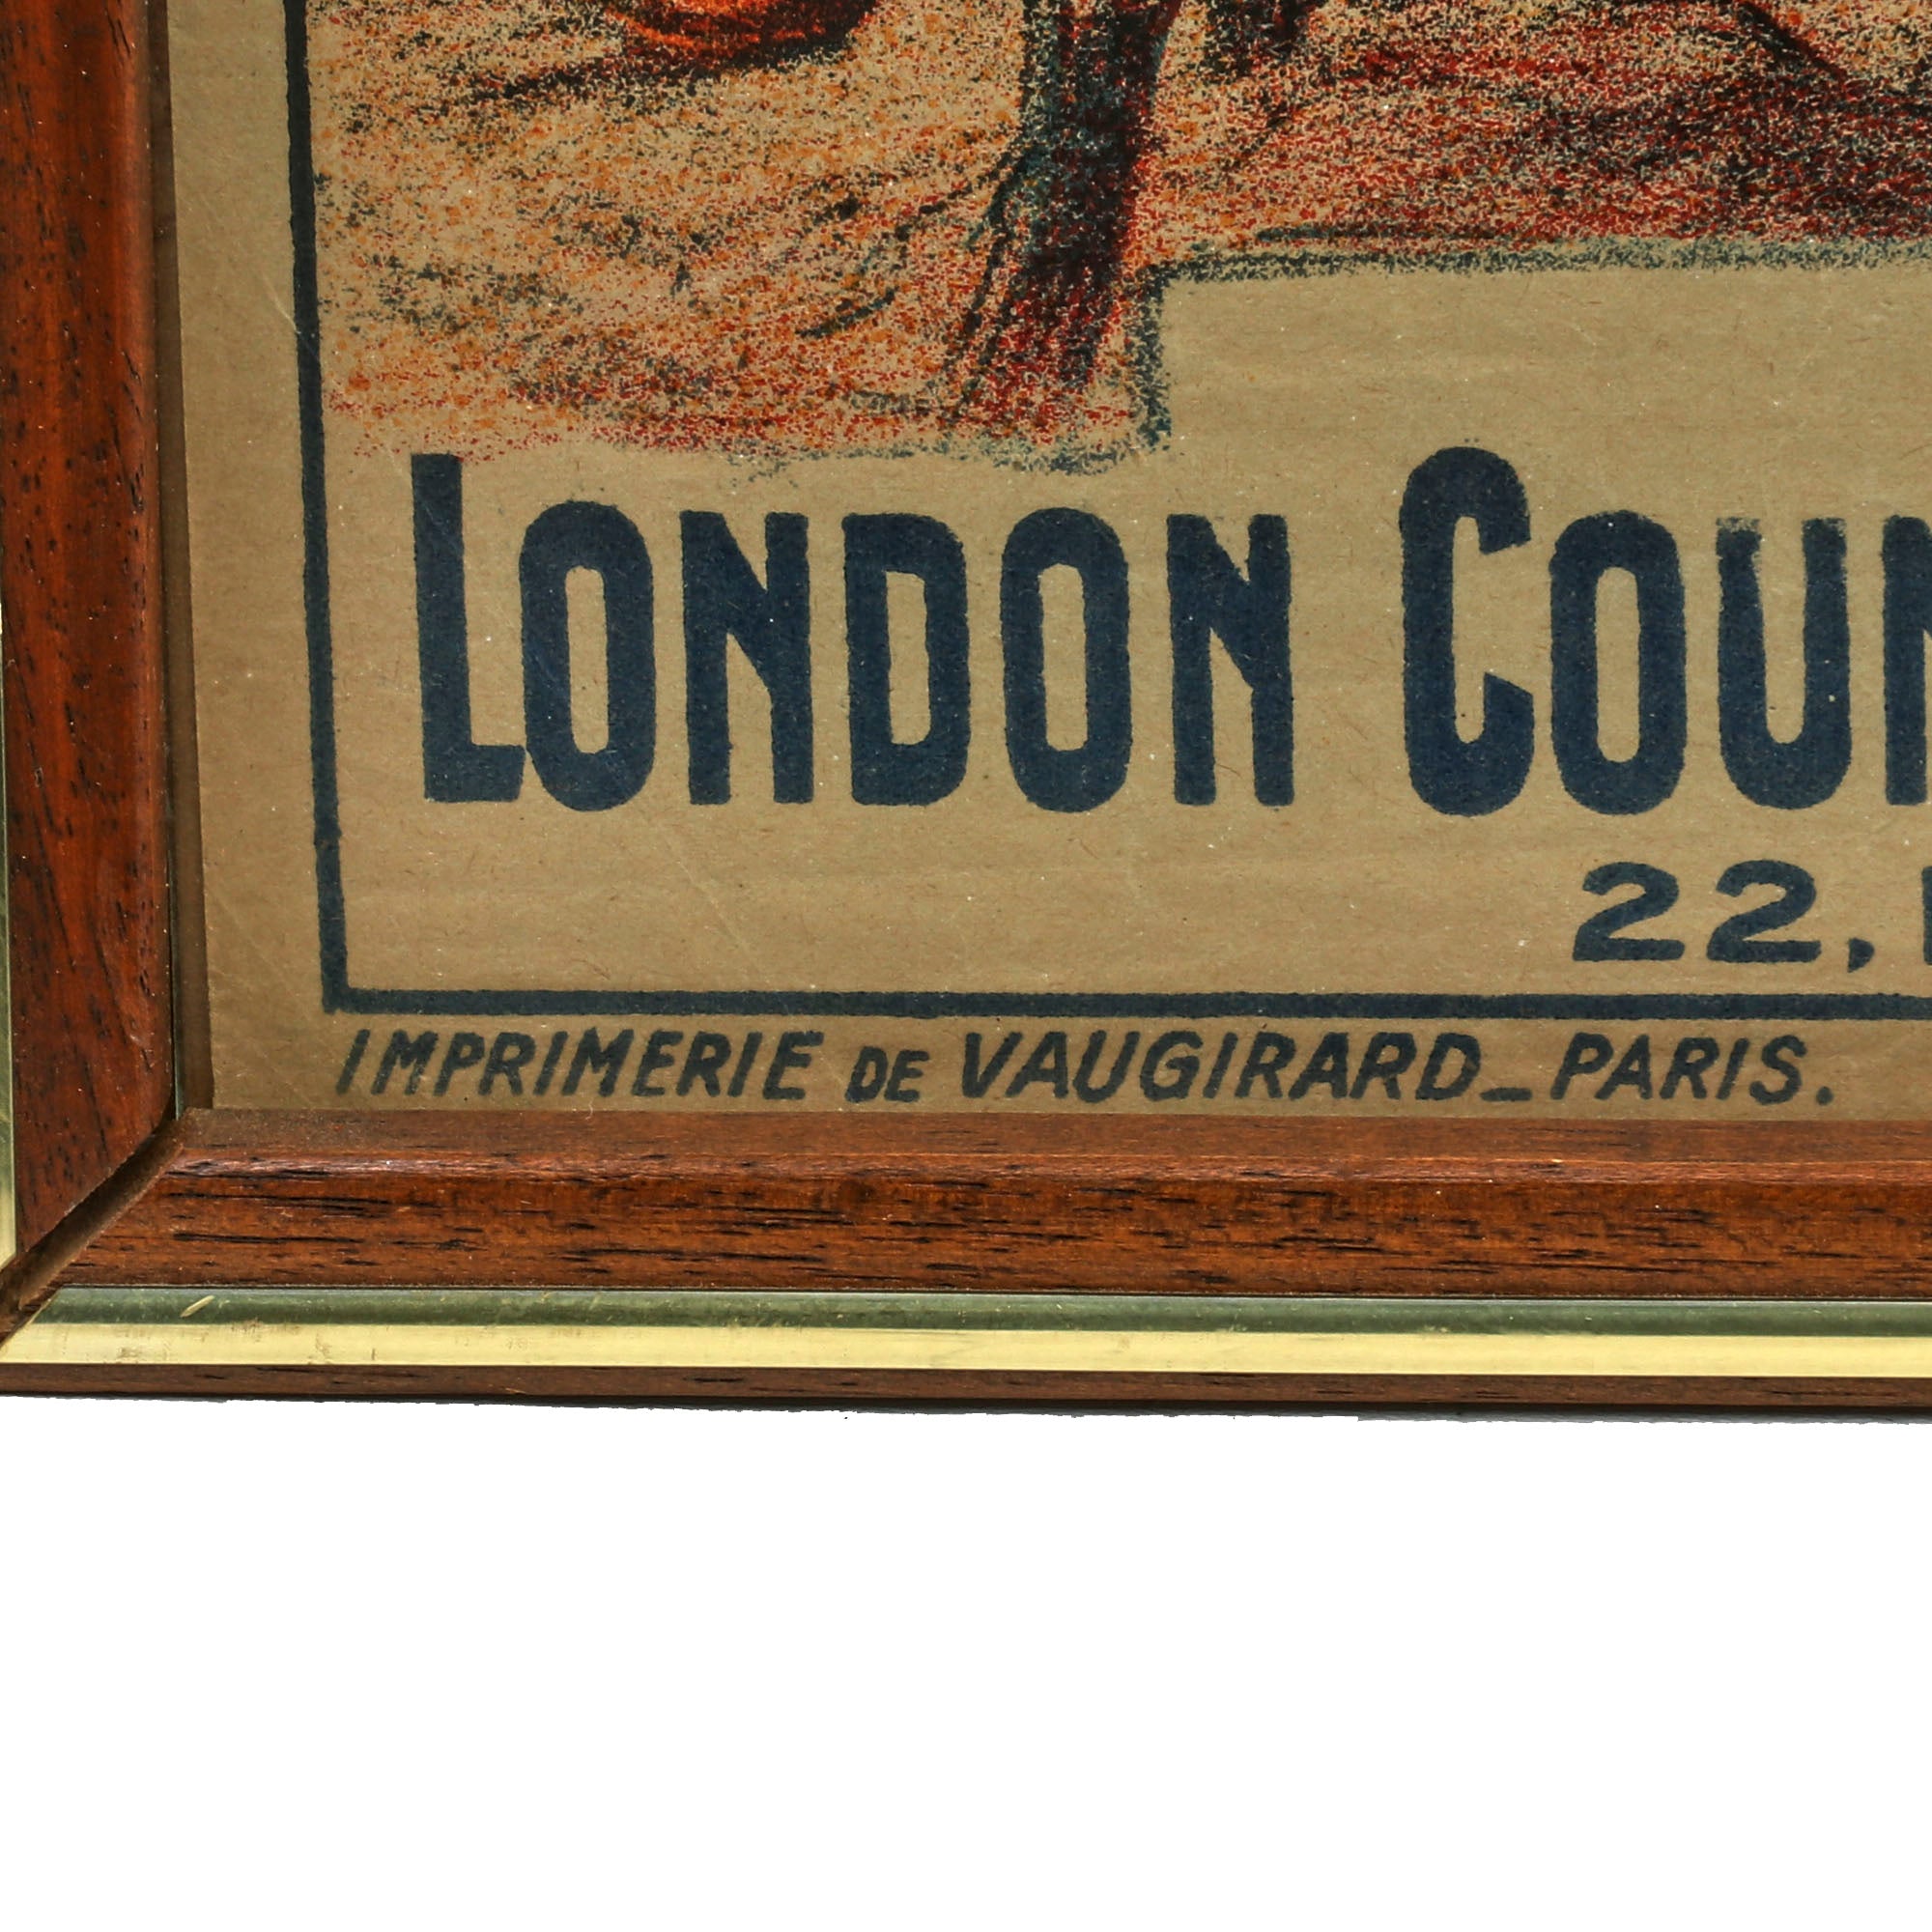 LONDON COUN
22,
IMPRIMERIE DE VAUGIRARD_PARIS.